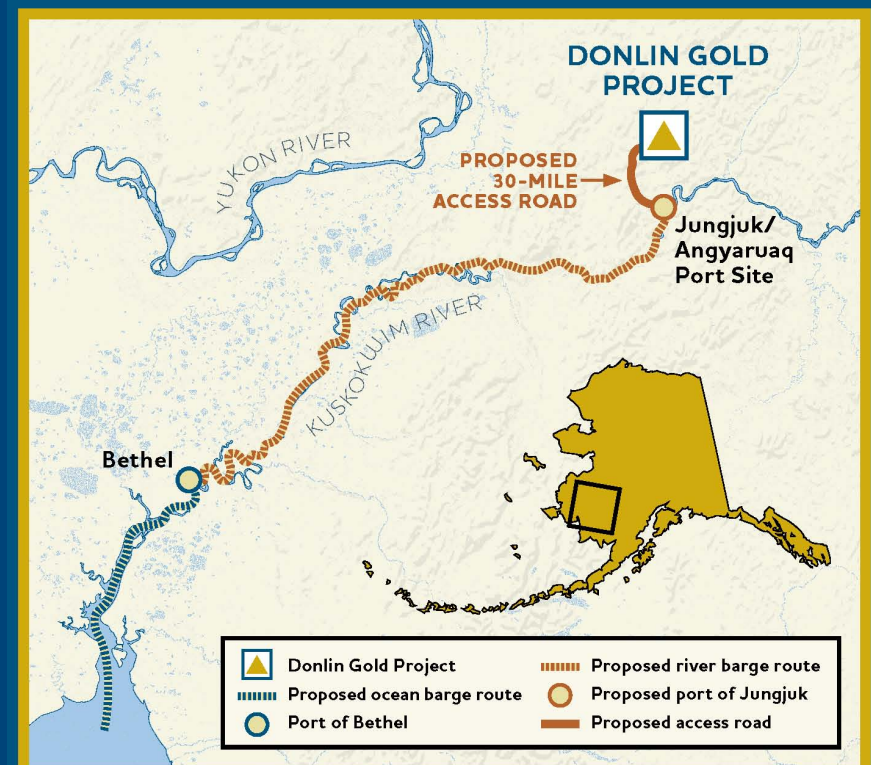 DONLIN GOLD
PROJECT
YUKON RIVER
PROPOSED
30-MILE
ACCESS ROAD
Jungjuk/
Angyaruaq
Port Site
KUSKOKWIM RIVER
Bethel
Donlin Gold Project
Proposed ocean barge route
Port of Bethel
Proposed river barge route
Proposed port of Jungjuk
Proposed access road